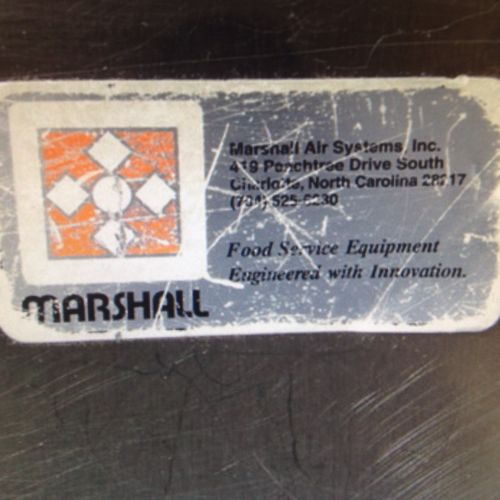 Marshall Air Systems, Inc.
419 Peachtree Drive South
Charlotte, North Carolina 28217
(704) 525-6230
Food Service Equipment
Engineered with Innovation.
MARSHALL